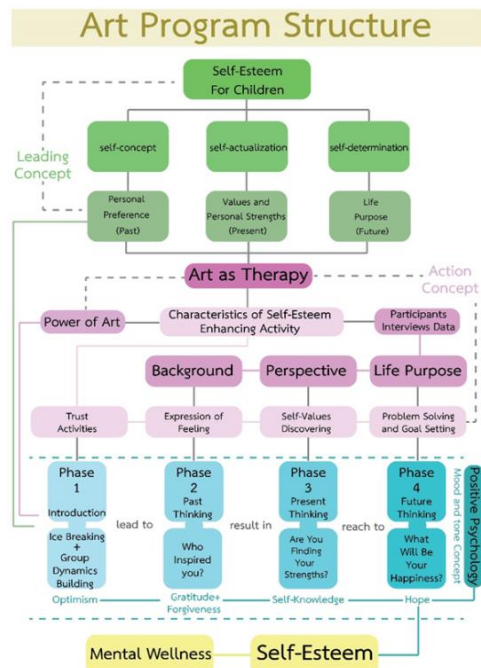 Art Program Structure
Self-Esteem
For Children
Leading
Concept
self-concept
self-actualization
self-determination
Personal
Preference
(Past)
Values and
Personal Strengths
(Present)
Life
Purpose
(Future)
Art as Therapy
Action
Concept
Power of Art
Characteristics of Self-Esteem
Enhancing Activity
Participants
Interviews Data
Background
Perspective
Life Purpose
Trust
Activities
Expression of
Feeling
Self-Values
Discovering
Problem Solving
and Goal Setting
Phase
1
Introduction
Ice Breaking
+
Group
Dynamics
Building
lead to
Phase
2
Past
Thinking
Who
Inspired
you?
result in
Phase
3
Present
Thinking
Are You
Finding
Your
Strengths?
reach to
Phase
4
Future
Thinking
What
Will Be
Your
Happiness?
Mood and tone Concept
Positive Psychology
Optimism
Gratitude+
Forgiveness
Self-Knowledge
Hope
Mental Wellness
Self-Esteem